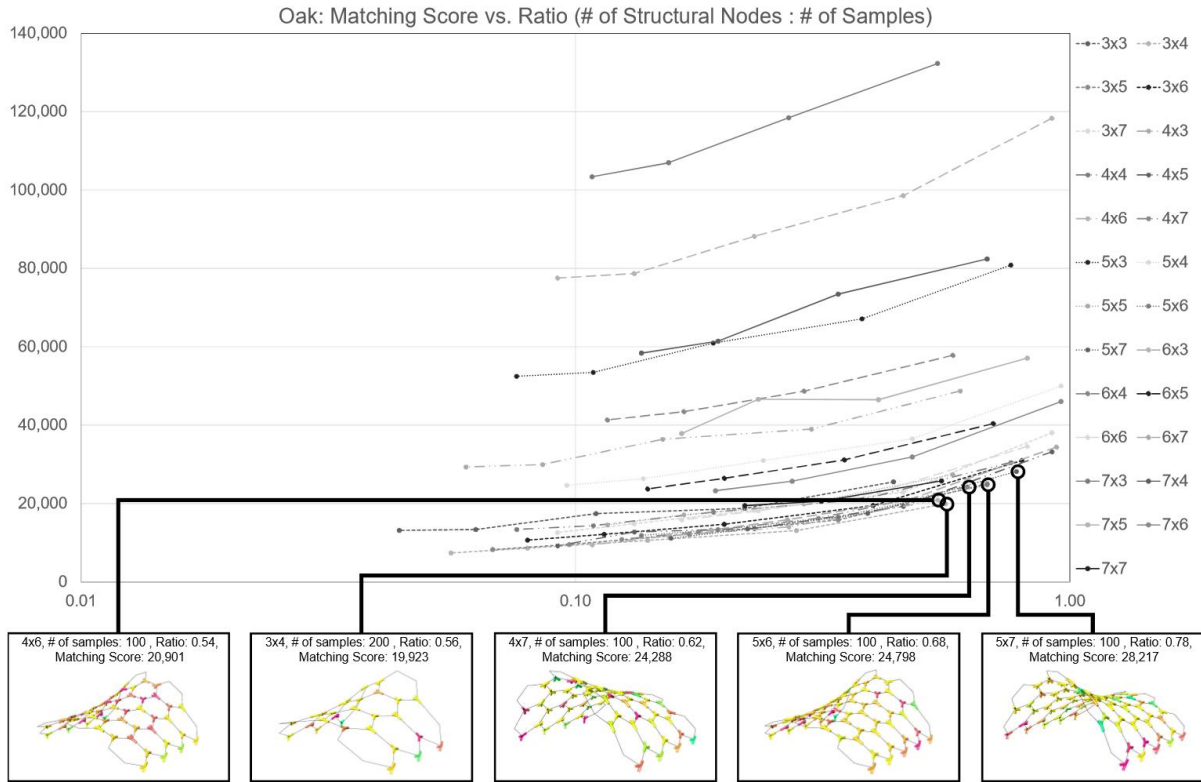 Oak: Matching Score vs. Ratio (# of Structural Nodes : # of Samples)
140,000
120,000
100,000
80,000
60,000
40,000
20,000
0
0.01 0.10 1.00
3x3 3x4
3x5 3x6
3x7 4x3
4x4 4x5
4x6 4x7
5x3 5x4
5x5 5x6
5x7 6x3
6x4 6x5
6x6 6x7
7x3 7x4
7x5 7x6
7x7
4x6, # of samples: 100 , Ratio: 0.54,
Matching Score: 20,901
3x4, # of samples: 200 , Ratio: 0.56,
Matching Score: 19,923
4x7, # of samples: 100 , Ratio: 0.62,
Matching Score: 24,288
5x6, # of samples: 100 , Ratio: 0.68,
Matching Score: 24,798
5x7, # of samples: 100 , Ratio: 0.78,
Matching Score: 28,217